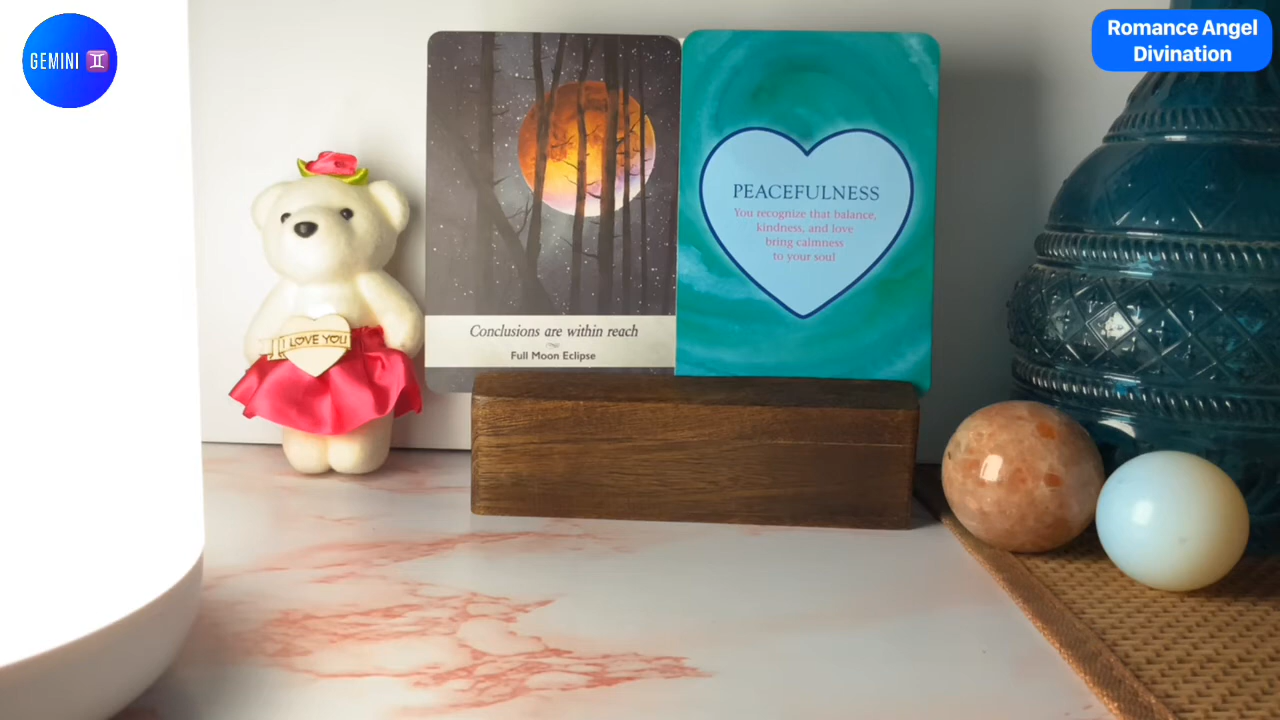 GEMINI ♊
Romance Angel
Divination
I LOVE YOU
Conclusions are within reach
Full Moon Eclipse
PEACEFULNESS
You recognize that balance,
kindness, and love
bring calmness
to your soul